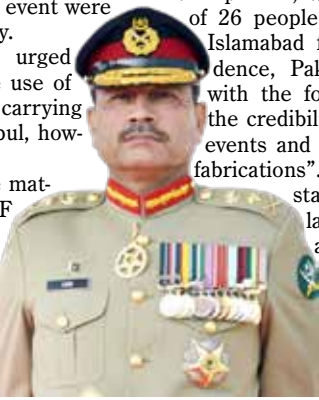 event were
y.
urged
e use of
carrying
bul, how-
e mat-
F
of 26 people
Islamabad f
dence, Pak
with the fo
the credibil
events and
fabrications”.
sta
la
a